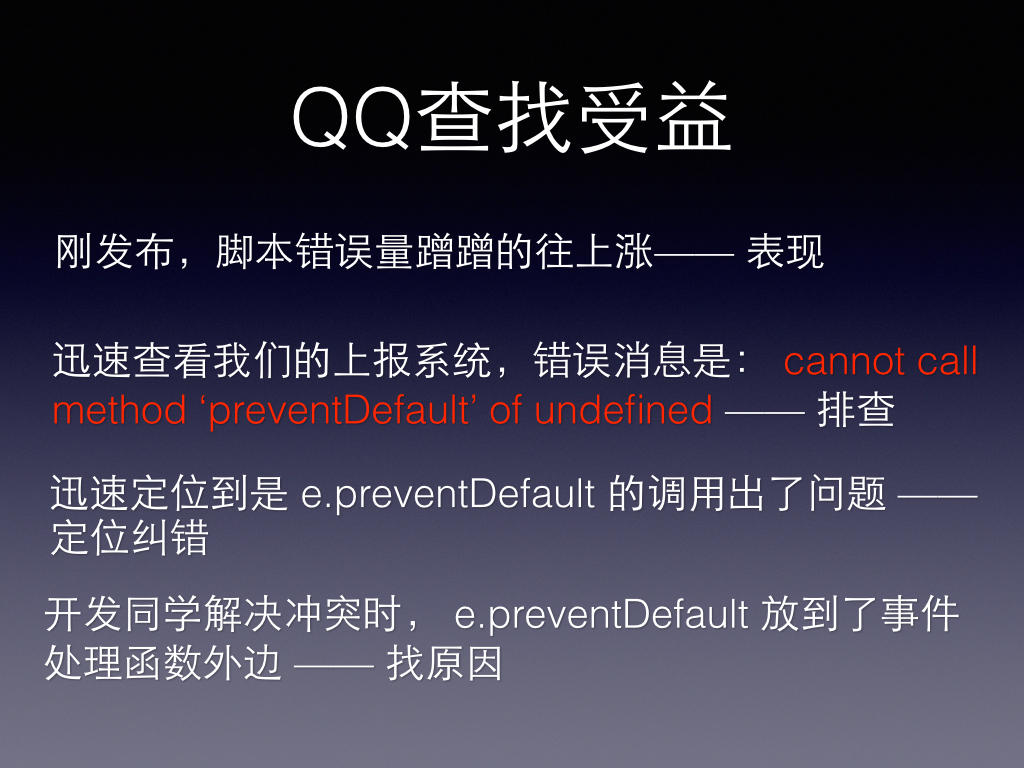 QQ查找受益
刚发布，脚本错误量蹭蹭的往上涨—— 表现
迅速查看我们的上报系统，错误消息是： cannot call
method ‘preventDefault’ of undefined —— 排查
迅速定位到是 e.preventDefault 的调用出了问题 ——
定位纠错
开发同学解决冲突时， e.preventDefault 放到了事件
处理函数外边 —— 找原因